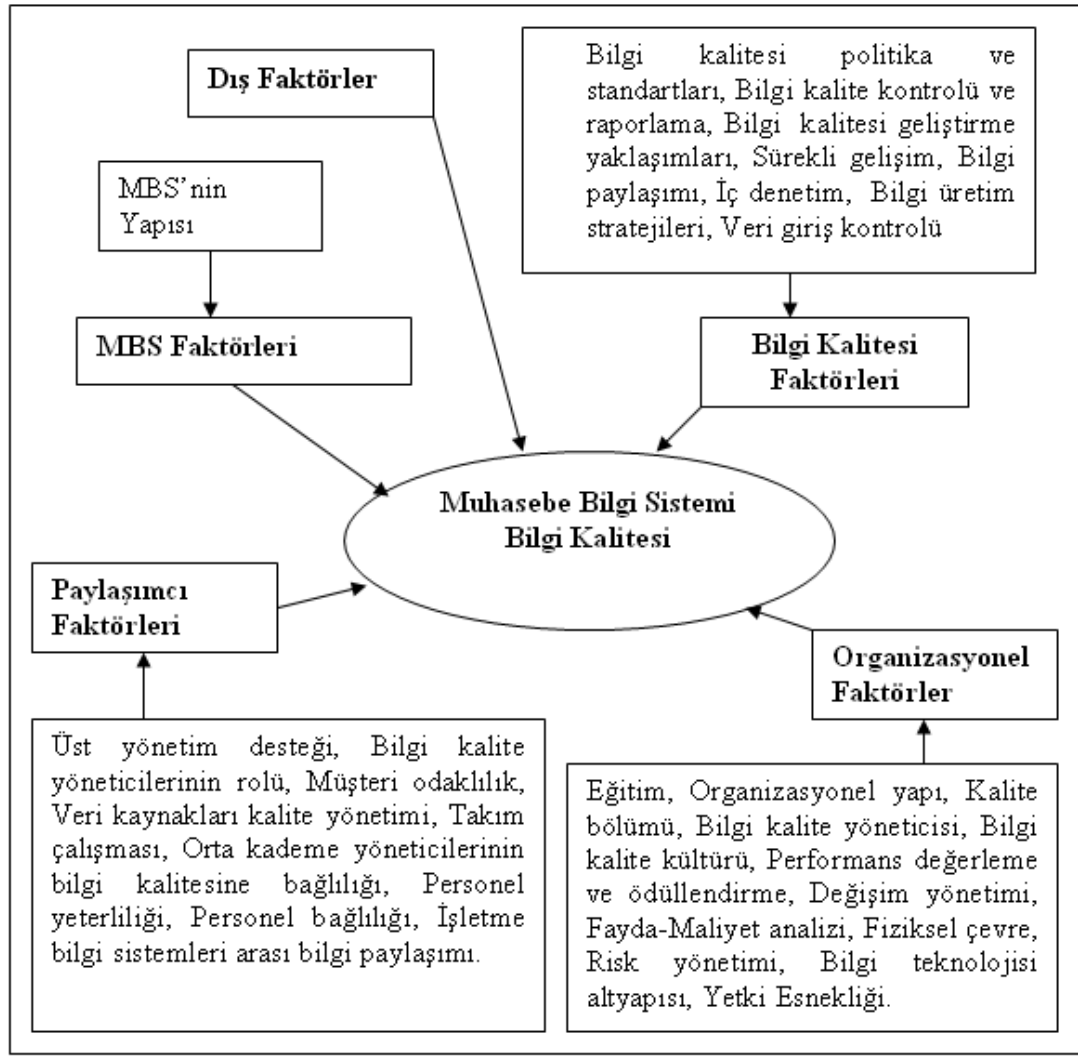 Dış Faktörler
Bilgi kalitesi politika ve
standartları, Bilgi kalite kontrolü ve
raporlama, Bilgi kalitesi geliştirme
yaklaşımları, Sürekli gelişim, Bilgi
paylaşımı, İç denetim, Bilgi üretim
stratejileri, Veri giriş kontrolü
MBS’nin
Yapısı
MBS Faktörleri
Bilgi Kalitesi
Faktörleri
Muhasebe Bilgi Sistemi
Bilgi Kalitesi
Paylaşımcı
Faktörleri
Organizasyonel
Faktörler
Üst yönetim desteği, Bilgi kalite
yöneticilerinin rolü, Müşteri odaklılık,
Veri kaynakları kalite yönetimi, Takım
çalışması, Orta kademe yöneticilerinin
bilgi kalitesine bağlılığı, Personel
yeterliliği, Personel bağlılığı, İşletme
bilgi sistemleri arası bilgi paylaşımı.
Eğitim, Organizasyonel yapı, Kalite
bölümü, Bilgi kalite yöneticisi, Bilgi
kalite kültürü, Performans değerleme
ve ödüllendirme, Değişim yönetimi,
Fayda-Maliyet analizi, Fiziksel çevre,
Risk yönetimi, Bilgi teknolojisi
altyapısı, Yetki Esnekliği.